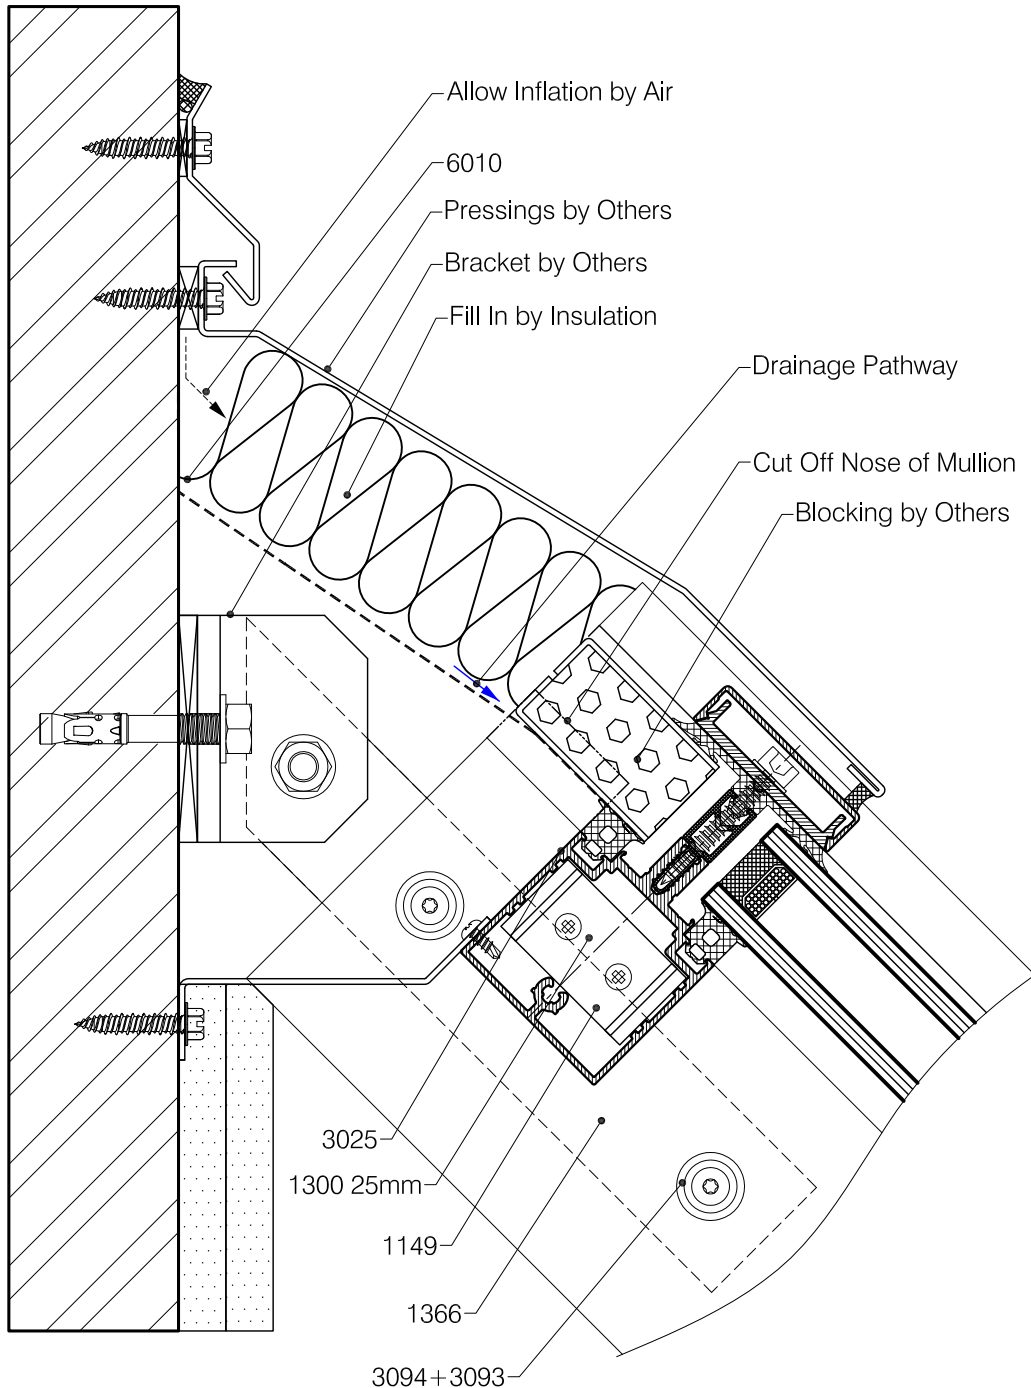 Allow Inflation by Air
6010
Pressings by Others
Bracket by Others
Fill In by Insulation
Drainage Pathway
Cut Off Nose of Mullion
Blocking by Others
3025
1300 25mm
1149
1366
3094+3093